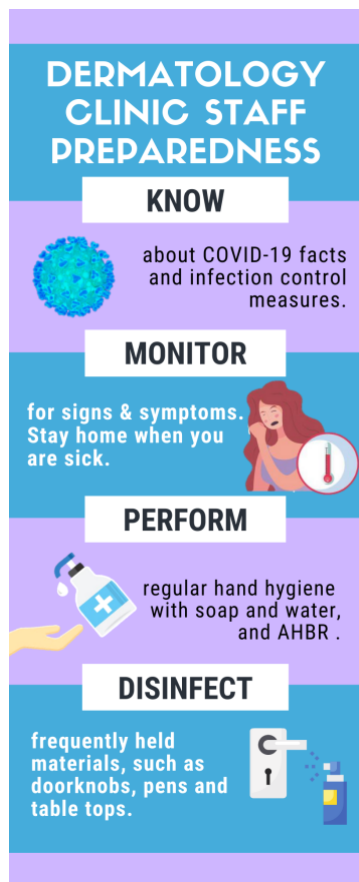 DERMATOLOGY
CLINIC STAFF
PREPAREDNESS
KNOW
about COVID-19 facts
and infection control
measures.
MONITOR
for signs & symptoms.
Stay home when you
are sick.
PERFORM
regular hand hygiene
with soap and water,
and AHBR .
DISINFECT
frequently held
materials, such as
doorknobs, pens and
table tops.